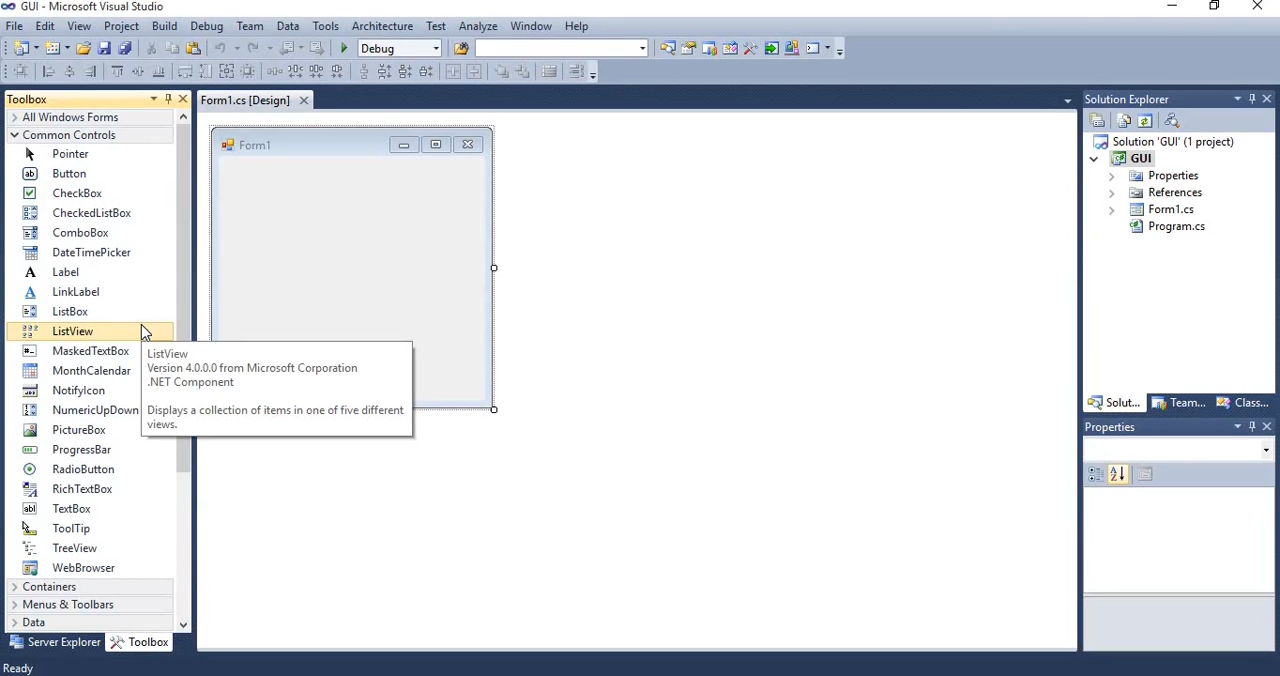 GUI - Microsoft Visual Studio
File Edit View Project Build Debug Team Data Tools Architecture Test Analyze Window Help
Debug
Toolbox
All Windows Forms
Common Controls
Pointer
Button
CheckBox
CheckedListBox
ComboBox
DateTimePicker
Label
LinkLabel
ListBox
ListView
MaskedTextBox
MonthCalendar
NotifyIcon
NumericUpDown
PictureBox
ProgressBar
RadioButton
RichTextBox
TextBox
ToolTip
TreeView
WebBrowser
Containers
Menus & Toolbars
Data
Server Explorer Toolbox
Form1.cs [Design]
Form1
ListView
Version 4.0.0.0 from Microsoft Corporation
.NET Component
Displays a collection of items in one of five different
views.
Solution Explorer
Solution 'GUI' (1 project)
GUI
Properties
References
Form1.cs
Program.cs
Solut... Team... Class...
Properties
Ready